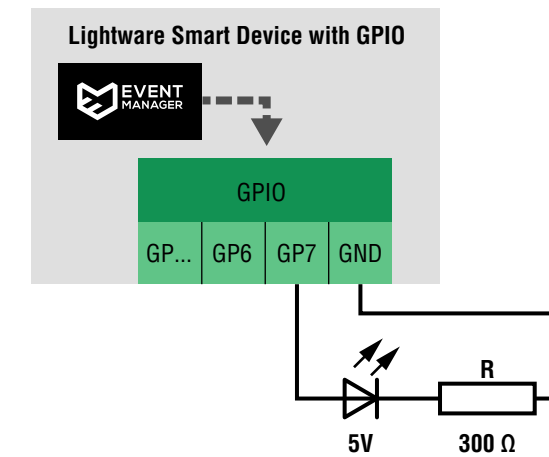 Lightware Smart Device with GPIO
EVENT
MANAGER
GPIO
GP... GP6 GP7 GND
R
5V 300 Ω